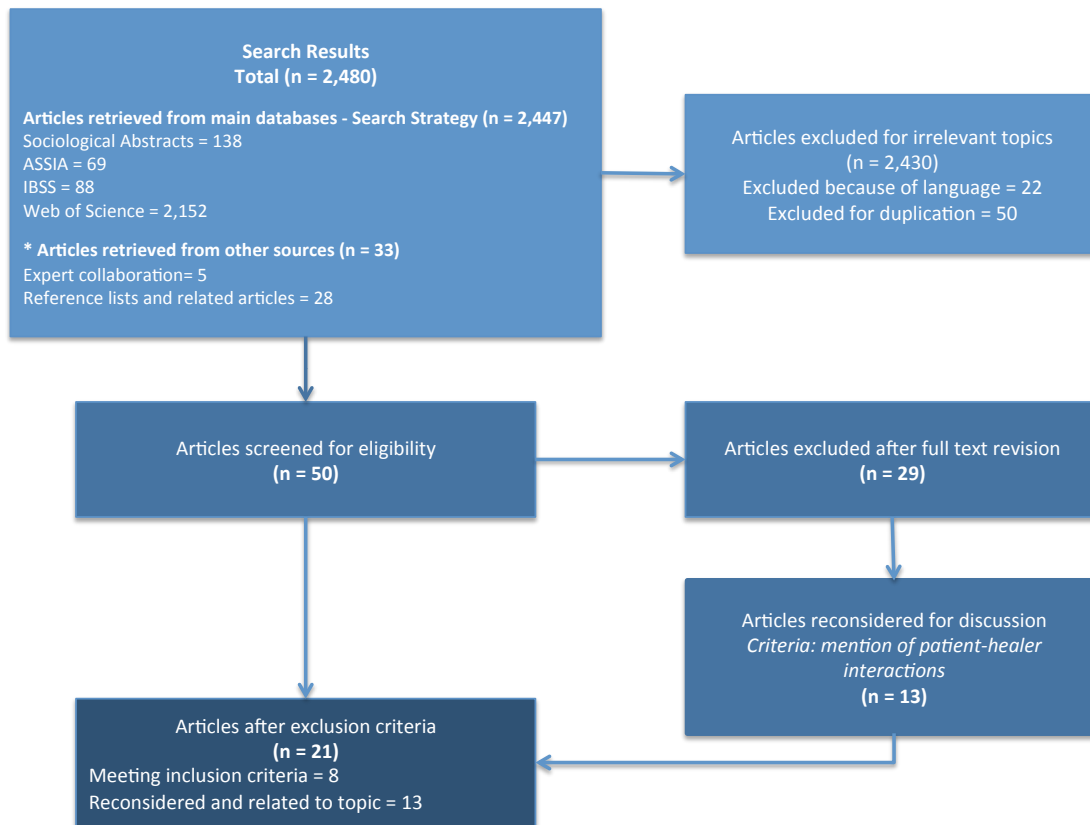 Search Results
Total (n = 2,480)
Articles retrieved from main databases - Search Strategy (n = 2,447)
Sociological Abstracts = 138
ASSIA = 69
IBSS = 88
Web of Science = 2,152
* Articles retrieved from other sources (n = 33)
Expert collaboration= 5
Reference lists and related articles = 28
Articles excluded for irrelevant topics
(n = 2,430)
Excluded because of language = 22
Excluded for duplication = 50
Articles screened for eligibility
(n = 50)
Articles excluded after full text revision
(n = 29)
Articles reconsidered for discussion
Criteria: mention of patient-healer
interactions
(n = 13)
Articles after exclusion criteria
(n = 21)
Meeting inclusion criteria = 8
Reconsidered and related to topic = 13